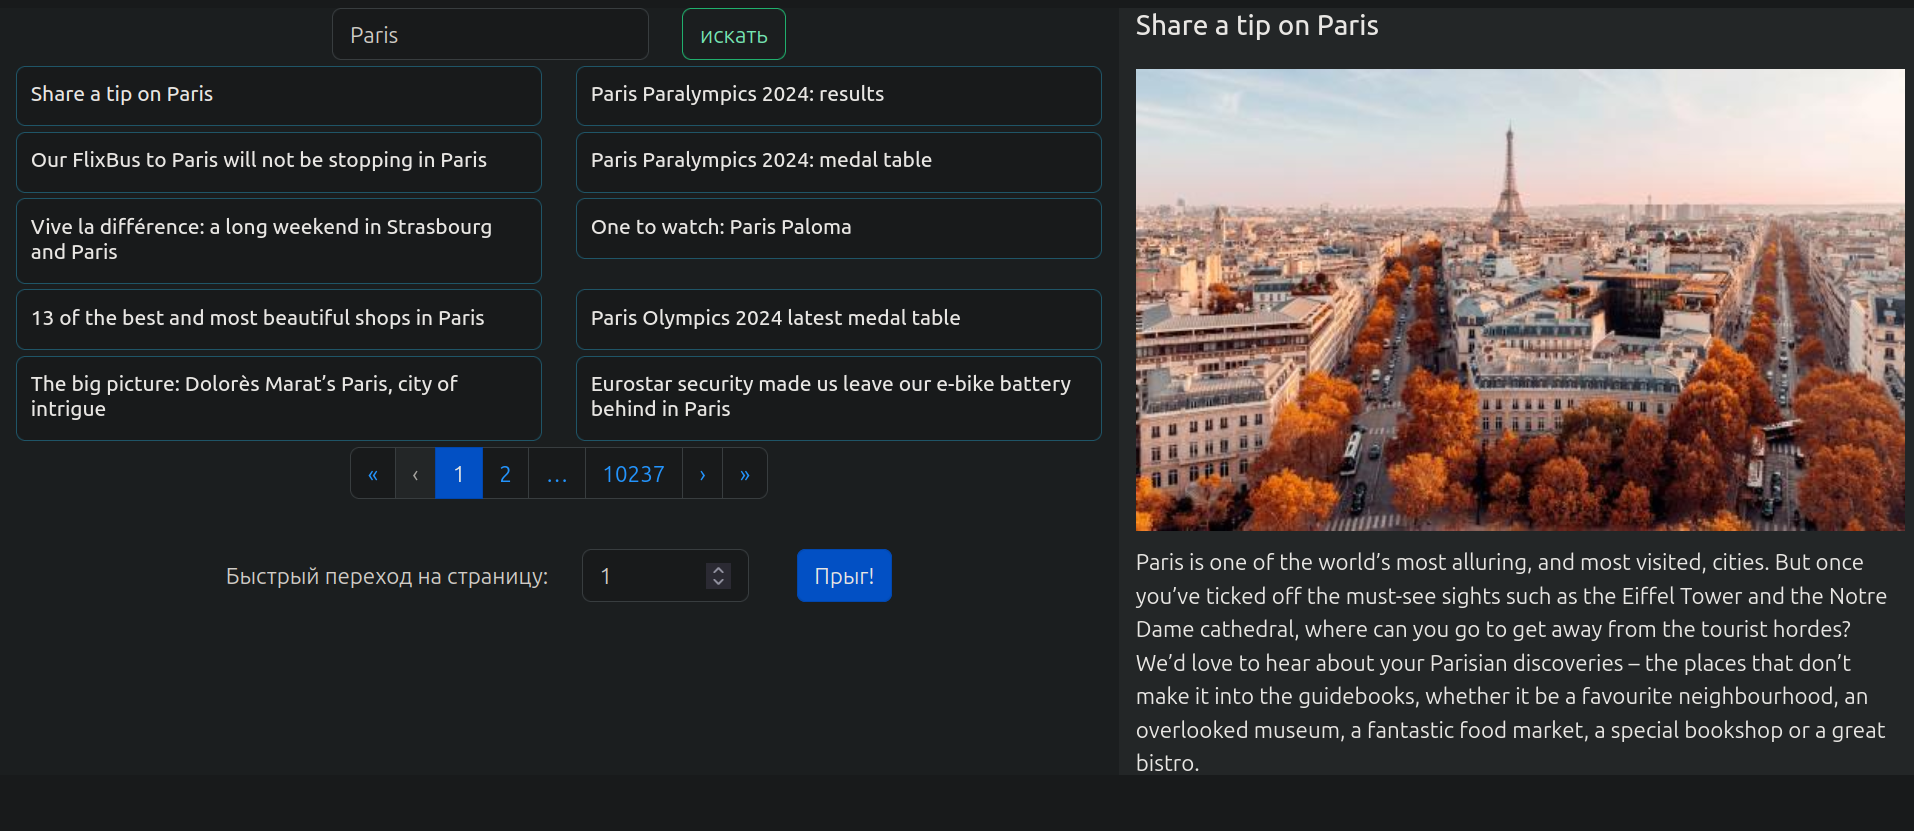 Paris
искать
Share a tip on Paris
Paris Paralympics 2024: results
Our FlixBus to Paris will not be stopping in Paris
Paris Paralympics 2024: medal table
Vive la différence: a long weekend in Strasbourg
and Paris
One to watch: Paris Paloma
13 of the best and most beautiful shops in Paris
Paris Olympics 2024 latest medal table
The big picture: Dolorès Marat’s Paris, city of
intrigue
Eurostar security made us leave our e-bike battery
behind in Paris
« ‹ 1 2 … 10237 › »
Быстрый переход на страницу: 1 Прыг!
Share a tip on Paris
Paris is one of the world’s most alluring, and most visited, cities. But once
you’ve ticked off the must-see sights such as the Eiffel Tower and the Notre
Dame cathedral, where can you go to get away from the tourist hordes?
We’d love to hear about your Parisian discoveries – the places that don’t
make it into the guidebooks, whether it be a favourite neighbourhood, an
overlooked museum, a fantastic food market, a special bookshop or a great
bistro.